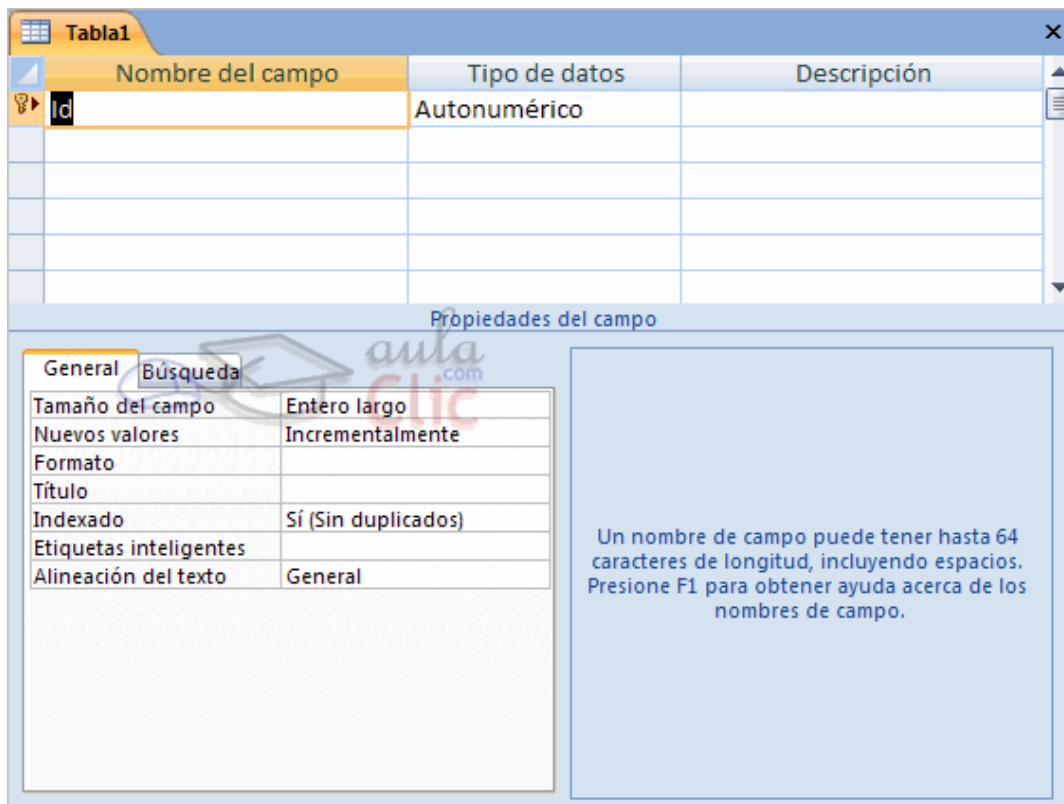 Tabla1
Nombre del campo Tipo de datos Descripción
Id Autonumérico
Propiedades del campo
aula
.com
Clic
General Búsqueda
Tamaño del campo Entero largo
Nuevos valores Incrementalmente
Formato
Título
Indexado Sí (Sin duplicados)
Etiquetas inteligentes
Alineación del texto General
Un nombre de campo puede tener hasta 64
caracteres de longitud, incluyendo espacios.
Presione F1 para obtener ayuda acerca de los
nombres de campo.